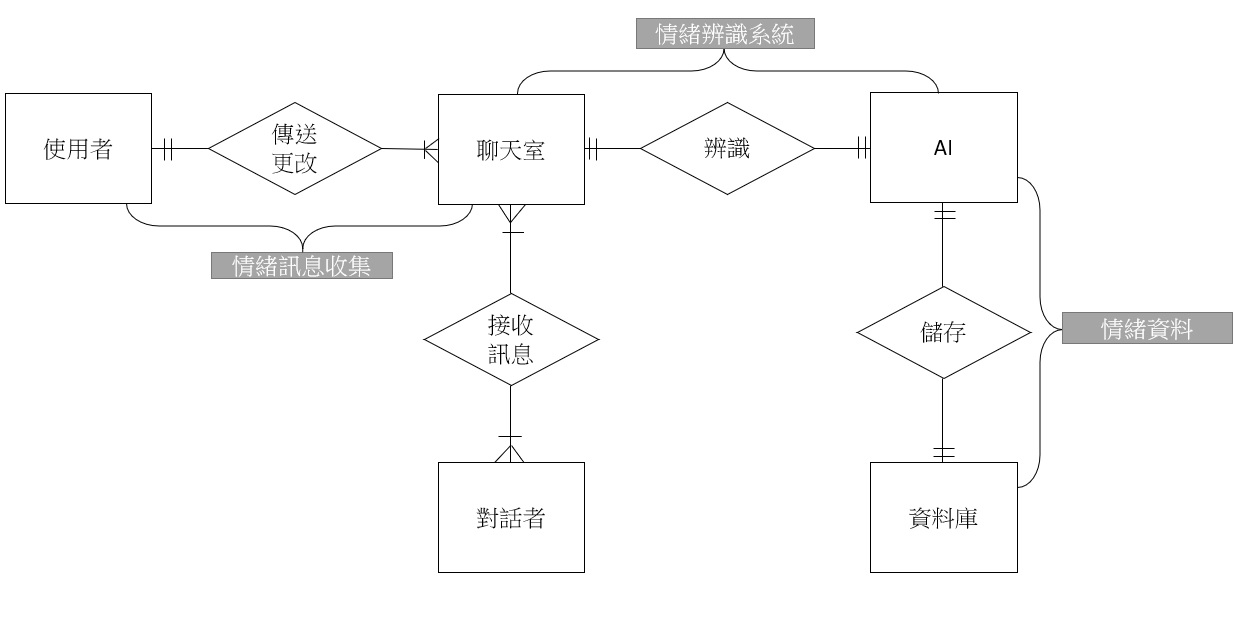 情緒辨識系統
使用者
傳送
更改
聊天室
辨識
AI
情緒訊息收集
接收
訊息
儲存
情緒資料
對話者
資料庫